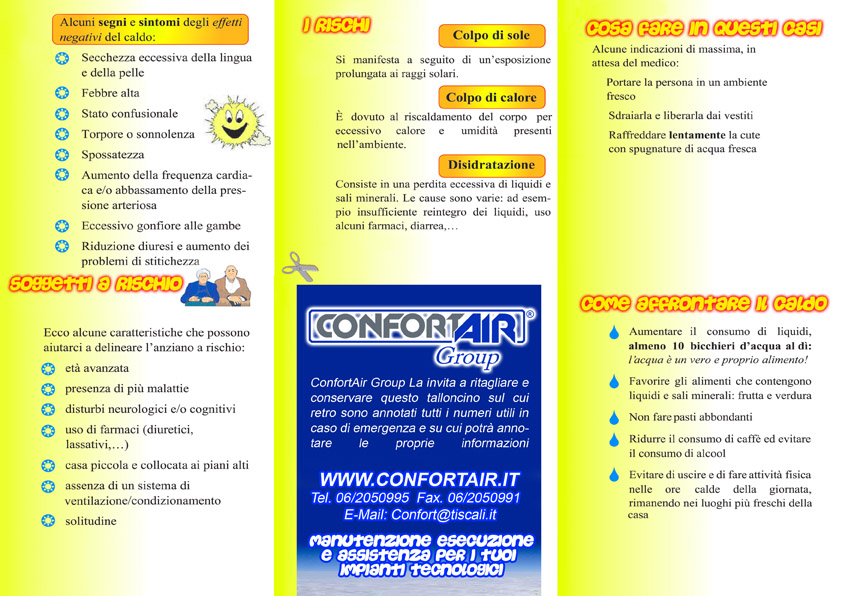 Alcuni segni e sintomi degli effetti
negativi del caldo:
Secchezza eccessiva della lingua
e della pelle
Febbre alta
Stato confusionale
Torpore o sonnolenza
Spossatezza
Aumento della frequenza cardia-
ca e/o abbassamento della pres-
sione arteriosa
Eccessivo gonfiore alle gambe
Riduzione diuresi e aumento dei
problemi di stitichezza
SOGGETTI A RISCHIO
Ecco alcune caratteristiche che possono
aiutarci a delineare l'anziano a rischio:
età avanzata
presenza di più malattie
disturbi neurologici e/o cognitivi
uso di farmaci (diuretici,
lassativi,...)
casa piccola e collocata ai piani alti
assenza di un sistema di
ventilazione/condizionamento
solitudine
I RISCHI
Colpo di sole
Si manifesta a seguito di un'esposizione
prolungata ai raggi solari.
Colpo di calore
È dovuto al riscaldamento del corpo per
eccessivo calore e umidità presenti
nell'ambiente.
Disidratazione
Consiste in una perdita eccessiva di liquidi e
sali minerali. Le cause sono varie: ad esem-
pio insufficiente reintegro dei liquidi, uso
alcuni farmaci, diarrea,...
CONFORTAIR®
Group
ConfortAir Group La invita a ritagliare e
conservare questo talloncino sul cui
retro sono annotati tutti i numeri utili in
caso di emergenza e su cui potrà anno-
tare le proprie informazioni
WWW.CONFORTAIR.IT
Tel. 06/2050995 Fax. 06/2050991
E-Mail: Confort@tiscali.it
MANUTENZIONE ESECUZIONE
E ASSISTENZA PER I TUOI
IMPIANTI TECNOLOGICI
COSA FARE IN QUESTI CASI
Alcune indicazioni di massima, in
attesa del medico:
Portare la persona in un ambiente
fresco
Sdraiarla e liberarla dai vestiti
Raffreddare lentamente la cute
con spugnature di acqua fresca
COME AFFRONTARE IL CALDO
Aumentare il consumo di liquidi,
almeno 10 bicchieri d'acqua al dì:
l'acqua è un vero e proprio alimento!
Favorire gli alimenti che contengono
liquidi e sali minerali: frutta e verdura
Non fare pasti abbondanti
Ridurre il consumo di caffè ed evitare
il consumo di alcool
Evitare di uscire e di fare attività fisica
nelle ore calde della giornata,
rimanendo nei luoghi più freschi della
casa